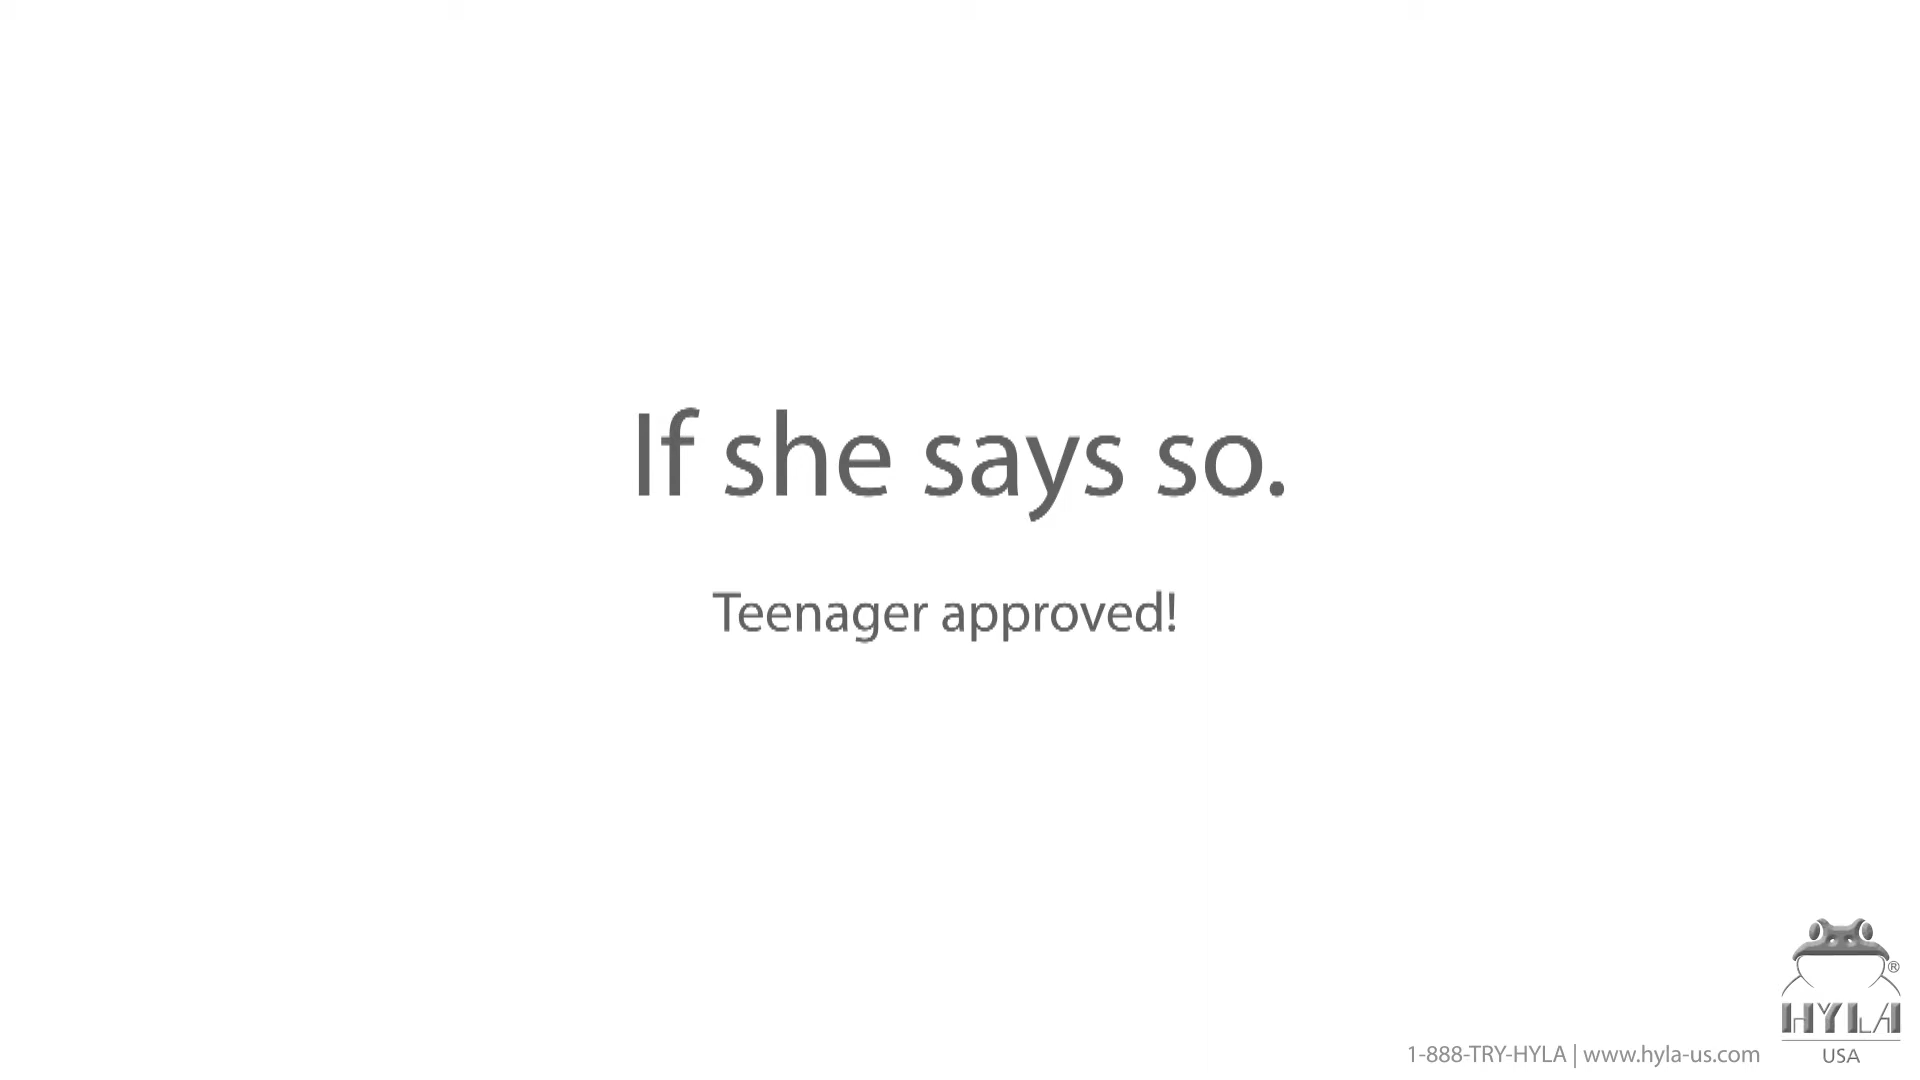 If she says so.
Teenager approved!
®
HYLA
1-888-TRY-HYLA | www.hyla-us.com
USA